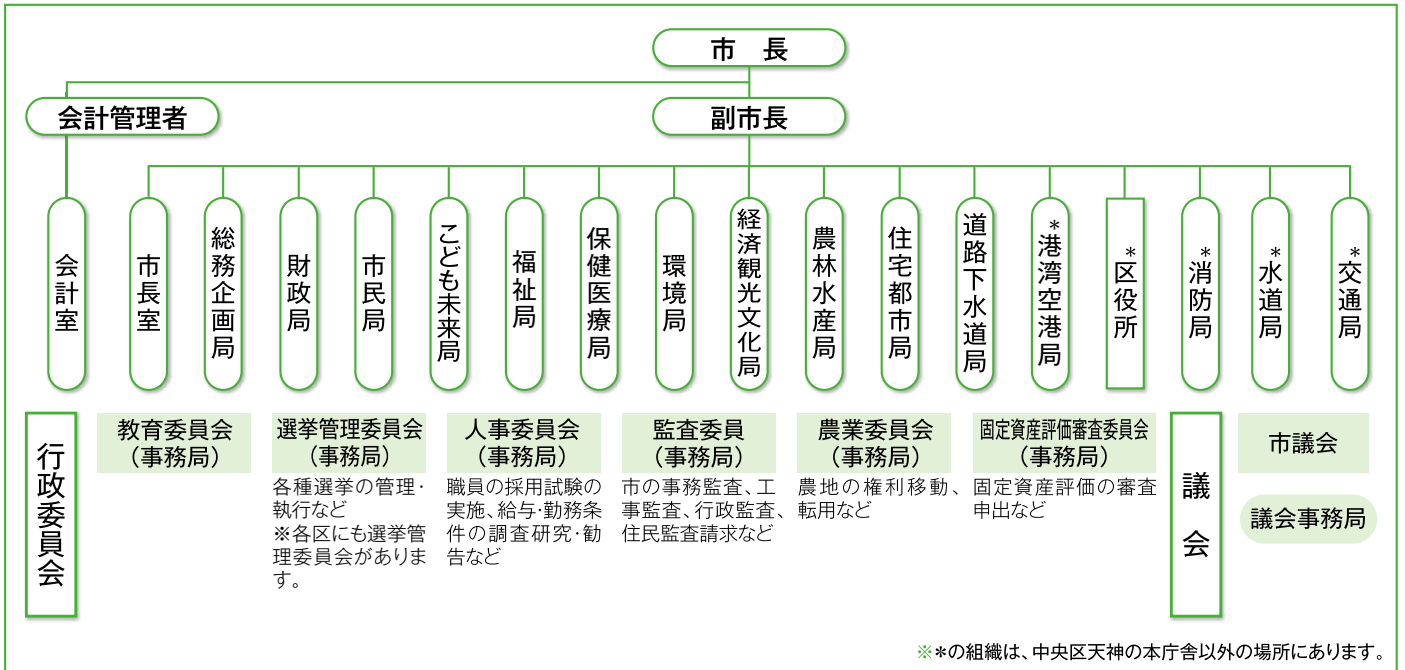 市　長
会計管理者
副市長
会計室
市長室
総務企画局
財政局
市民局
こども未来局
福祉局
保健医療局
環境局
経済観光文化局
農林水産局
住宅都市局
道路下水道局
*港湾空港局
*区役所
*消防局
*水道局
*交通局
行政委員会
教育委員会
（事務局）
選挙管理委員会
（事務局）
各種選挙の管理・
執行など
※各区にも選挙管
理委員会がありま
す。
人事委員会
（事務局）
職員の採用試験の
実施、給与・勤務条
件の調査研究・勧
告など
監査委員
（事務局）
市の事務監査、工
事監査、行政監査、
住民監査請求など
農業委員会
（事務局）
農地の権利移動、
転用など
固定資産評価審査委員会
（事務局）
固定資産評価の審査
申出など
議　会
市議会
議会事務局
※*の組織は、中央区天神の本庁舎以外の場所にあります。